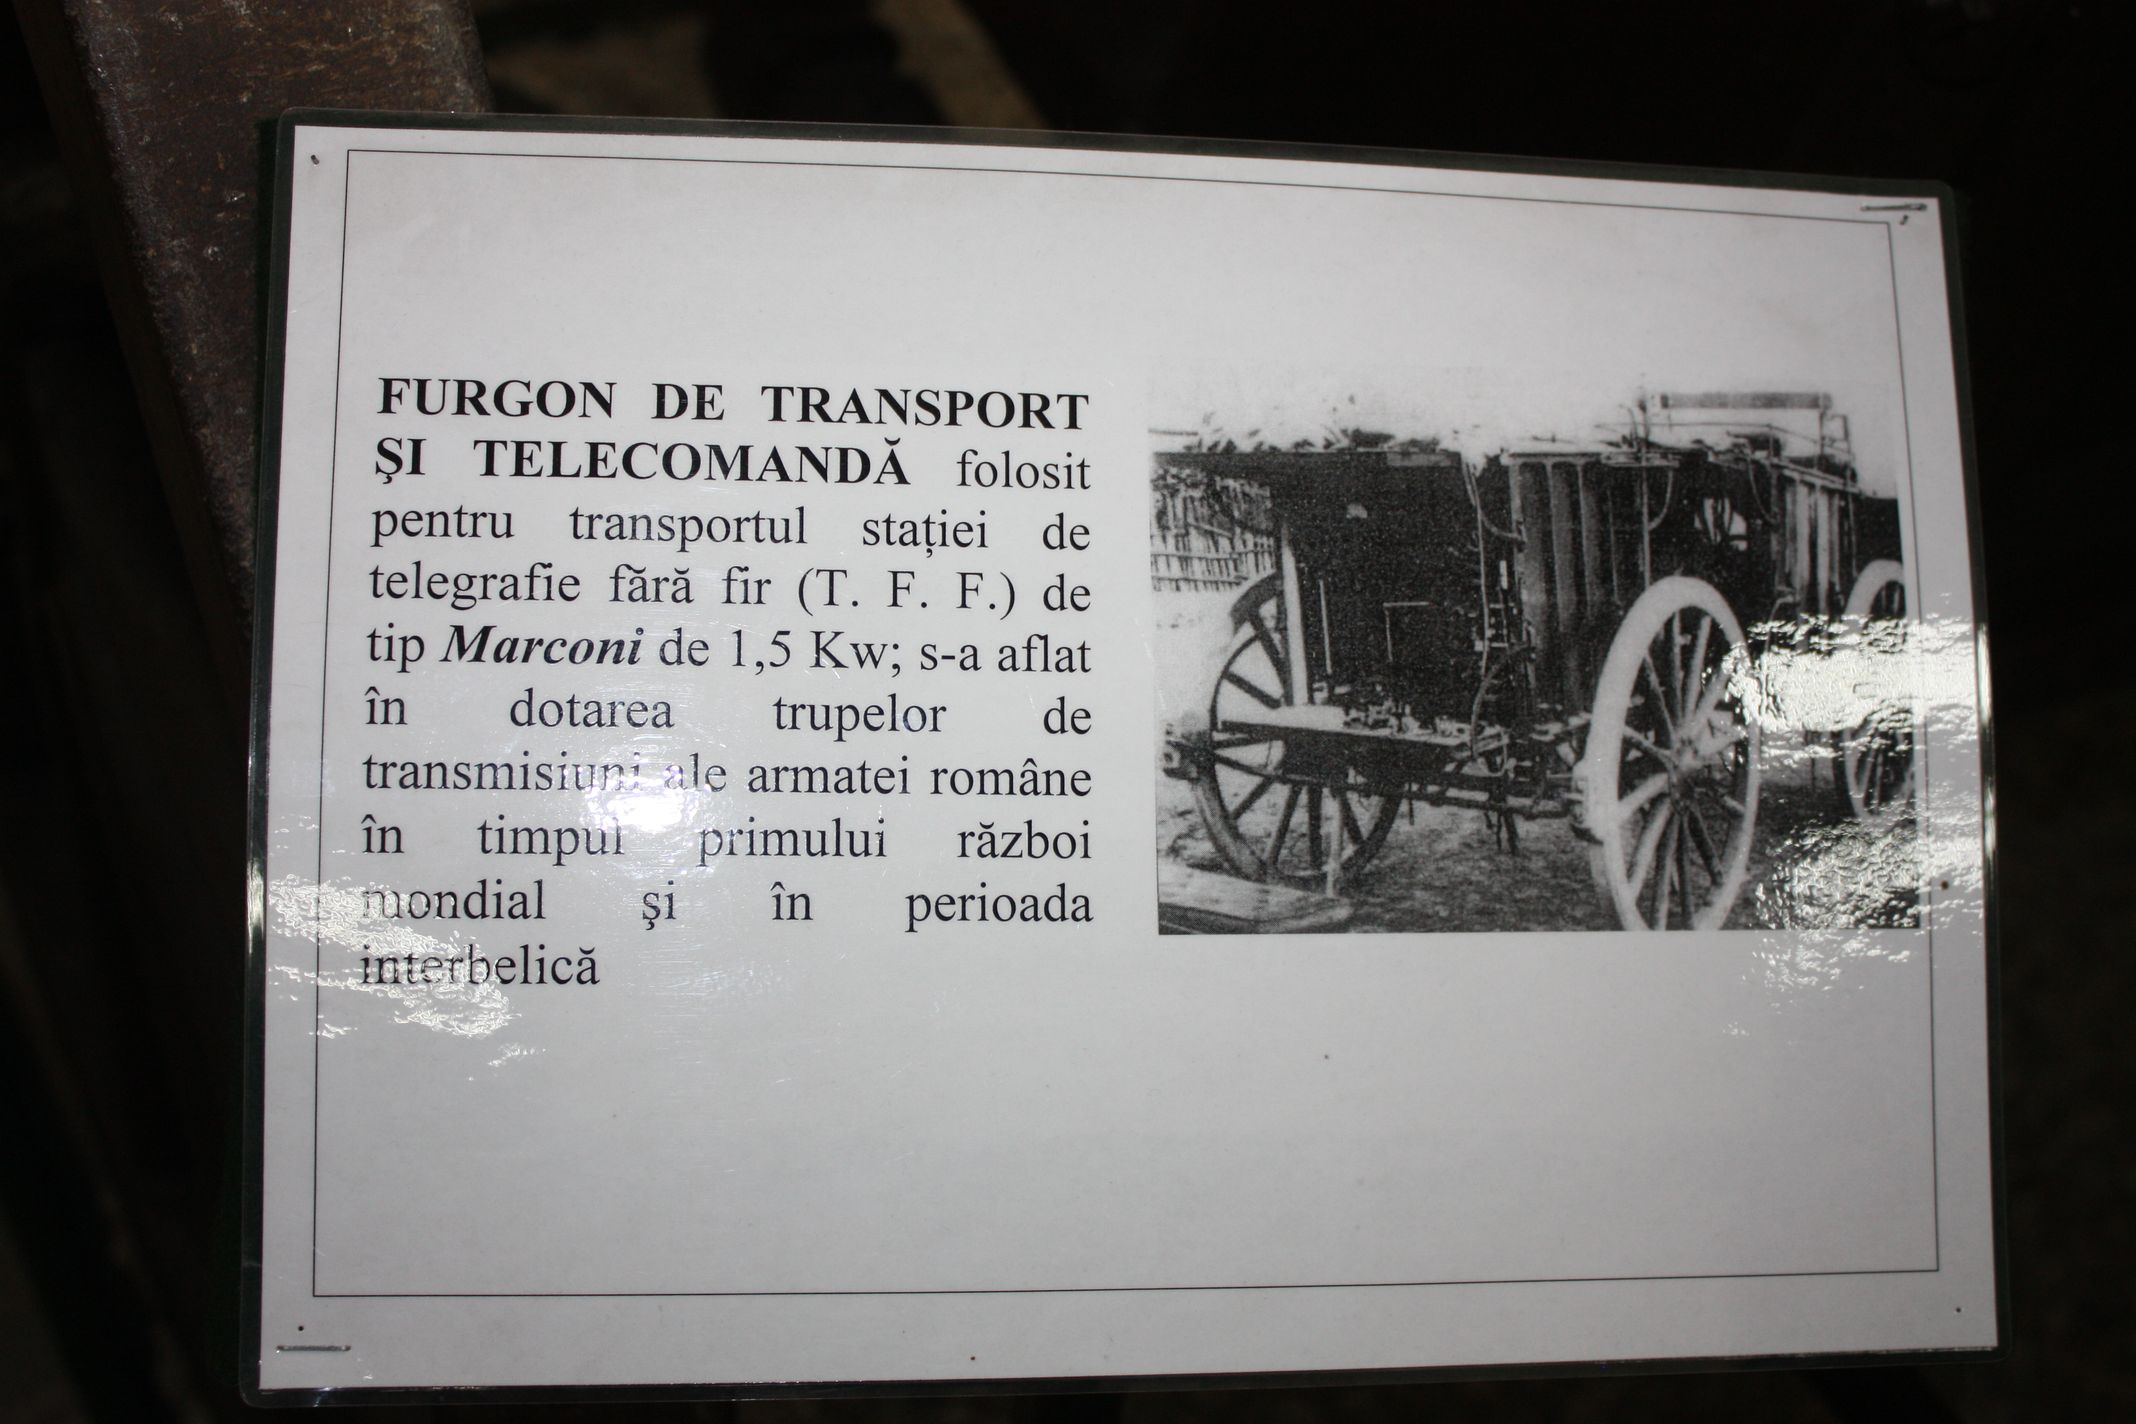 FURGON DE TRANSPORT
ŞI TELECOMANDĂ folosit
pentru transportul staţiei de
telegrafie fără fir (T. F. F.) de
tip Marconi de 1,5 Kw; s-a aflat
în dotarea trupelor de
transmisiuni ale armatei române
în timpul primului război
mondial şi în perioada
interbelică